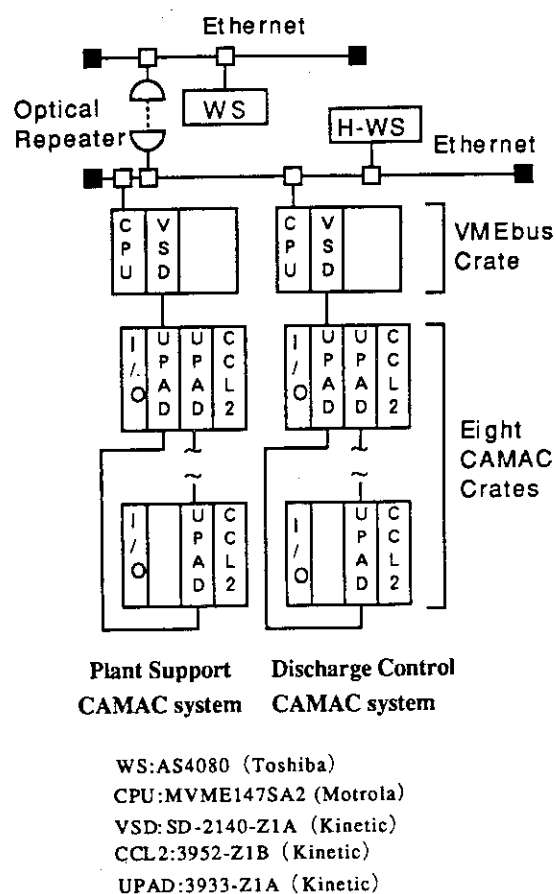 Ethernet
Optical
Repeater
WS
H-WS
Ethernet
CPU
VSD
CPU
VSD
VMEbus
Crate
I/O
UPAD
UPAD
CCL2
I/O
UPAD
UPAD
CCL2
Eight
CAMAC
Crates
I/O
UPAD
CCL2
I/O
UPAD
CCL2
Plant Support
CAMAC system
Discharge Control
CAMAC system
WS:AS4080 (Toshiba)
CPU:MVME147SA2 (Motrola)
VSD:SD-2140-Z1A (Kinetic)
CCL2:3952-Z1B (Kinetic)
UPAD:3933-Z1A (Kinetic)